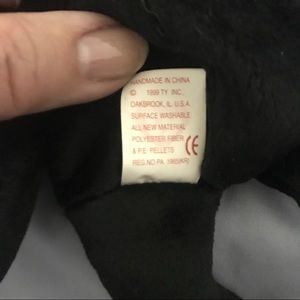 HANDMADE IN CHINA
© 1999 TY INC.,
OAKBROOK, IL. U.S.A.
SURFACE WASHABLE
ALL NEW MATERIAL
POLYESTER FIBER
& P.E. PELLETS CE
REG. NO PA. 1965(KR)